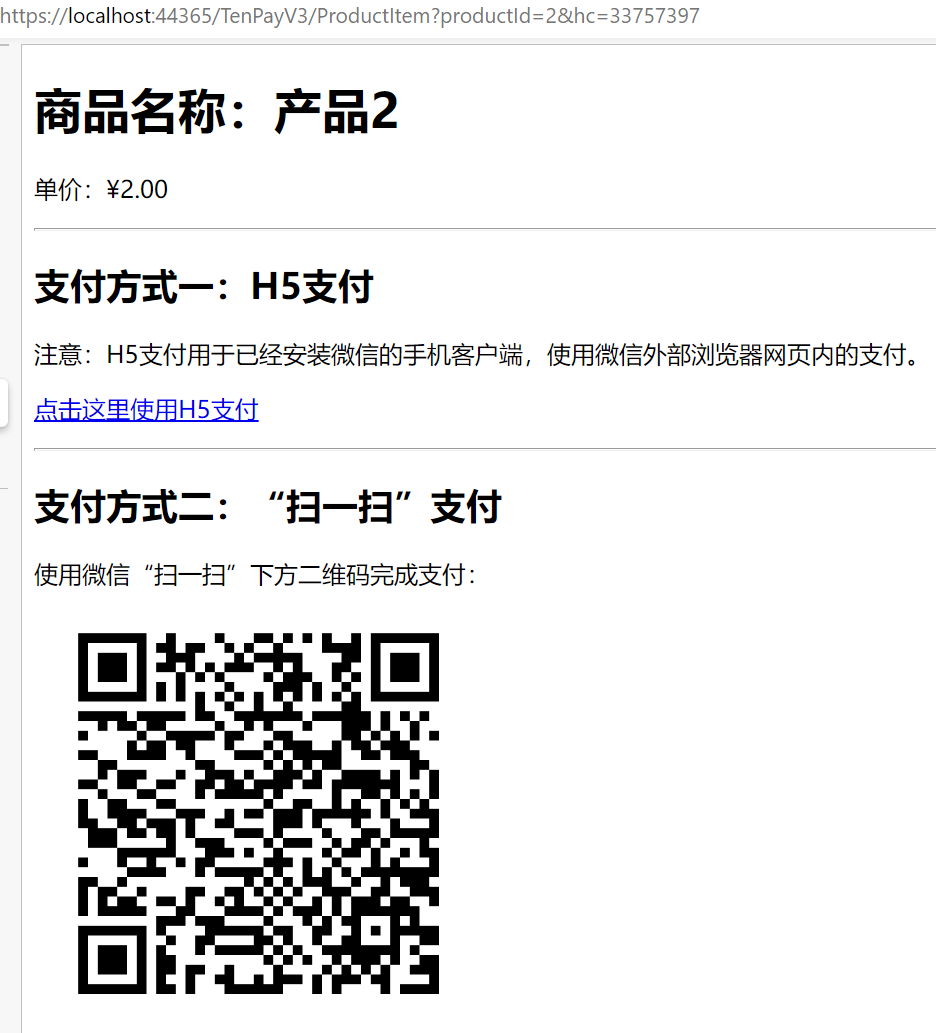 https://localhost:44365/TenPayV3/ProductItem?productId=2&hc=33757397
商品名称：产品2
单价：¥2.00
支付方式一：H5支付
注意：H5支付用于已经安装微信的手机客户端，使用微信外部浏览器网页内的支付。
点击这里使用H5支付
支付方式二：“扫一扫”支付
使用微信“扫一扫”下方二维码完成支付：